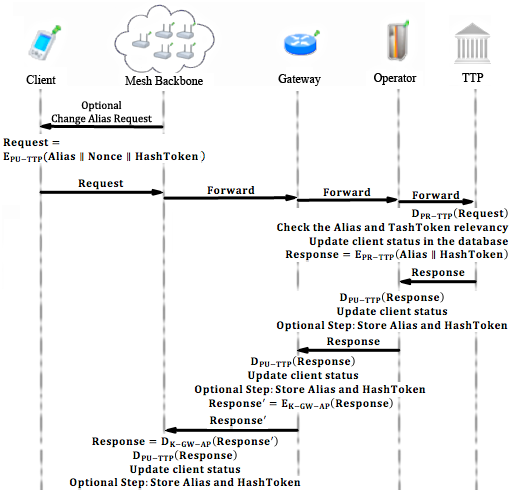 Client
Mesh Backbone
Gateway
Operator
TTP
Optional
Change Alias Request
Request =
E_PU−TTP(Alias ∥ Nonce ∥ HashToken)
Request
Forward
Forward
Forward
D_PR−TTP(Request)
Check the Alias and TashToken relevancy
Update client status in the database
Response = E_PR−TTP(Alias ∥ HashToken)
Response
D_PU−TTP(Response)
Update client status
Optional Step: Store Alias and HashToken
Response
D_PU−TTP(Response)
Update client status
Optional Step: Store Alias and HashToken
Response′ = E_K−GW−AP(Response)
Response′
Response = D_K−GW−AP(Response′)
D_PU−TTP(Response)
Update client status
Optional Step: Store Alias and HashToken